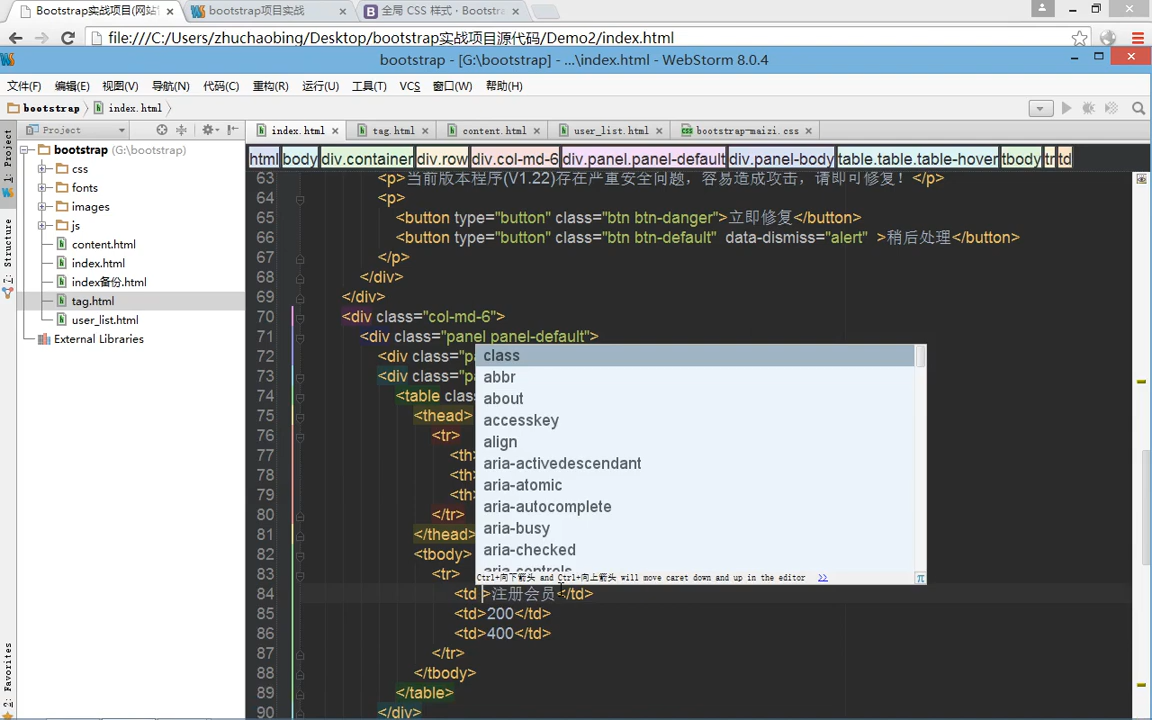 Bootstrap实战项目(网站 bootstrap项目实战 全局 CSS 样式 · Bootstra
file:///C:/Users/zhuchaobing/Desktop/bootstrap实战项目源代码/Demo2/index.html
bootstrap - [G:\bootstrap] - ...\index.html - WebStorm 8.0.4
文件(F) 编辑(E) 视图(V) 导航(N) 代码(C) 重构(R) 运行(U) 工具(T) VCS 窗口(W) 帮助(H)
bootstrap index.html
Project index.html tag.html content.html user_list.html bootstrap-maizi.css
1: Project
Z: Structure
2: Favorites
bootstrap (G:\bootstrap)
css
fonts
images
js
content.html
index.html
index备份.html
tag.html
user_list.html
External Libraries
html body div.container div.row div.col-md-6 div.panel.panel-default div.panel-body table.table.table-hover tbody tr td
63 <p>当前版本程序(V1.22)存在严重安全问题，容易造成攻击，请即可修复！</p>
64 <p>
65 <button type="button" class="btn btn-danger">立即修复</button>
66 <button type="button" class="btn btn-default" data-dismiss="alert" >稍后处理</button>
67 </p>
68 </div>
69 </div>
70 <div class="col-md-6">
71 <div class="panel panel-default">
72 <div class="pa
73 <div class="pa
74 <table clas
75 <thead>
76 <tr>
77 <th
78 <th
79 <th
80 </tr>
81 </thead>
82 <tbody>
83 <tr>
84 <td >注册会员</td>
85 <td>200</td>
86 <td>400</td>
87 </tr>
88 </tbody>
89 </table>
90 </div>
class
abbr
about
accesskey
align
aria-activedescendant
aria-atomic
aria-autocomplete
aria-busy
aria-checked
aria-controls
Ctrl+向下箭头 and Ctrl+向上箭头 will move caret down and up in the editor >>
π